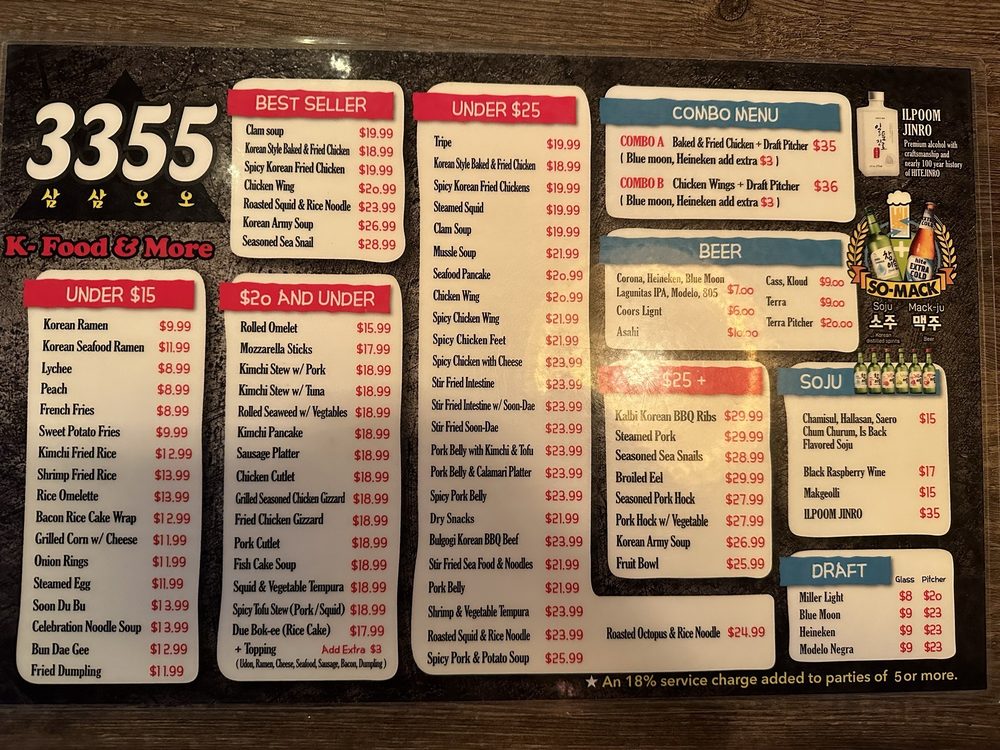 3355
삼 삼 오 오
K- Food & More
BEST SELLER
Clam soup $19.99
Korean Style Baked & Fried Chicken $18.99
Spicy Korean Fried Chicken $19.99
Chicken Wing $20.99
Roasted Squid & Rice Noodle $23.99
Korean Army Soup $26.99
Seasoned Sea Snail $28.99
UNDER $15
Korean Ramen $9.99
Korean Seafood Ramen $11.99
Lychee $8.99
Peach $8.99
French Fries $8.99
Sweet Potato Fries $9.99
Kimchi Fried Rice $12.99
Shrimp Fried Rice $13.99
Rice Omelette $13.99
Bacon Rice Cake Wrap $12.99
Grilled Corn w/ Cheese $11.99
Onion Rings $11.99
Steamed Egg $11.99
Soon Du Bu $13.99
Celebration Noodle Soup $13.99
Bun Dae Gee $12.99
Fried Dumpling $11.99
$20 AND UNDER
Rolled Omelet $15.99
Mozzarella Sticks $17.99
Kimchi Stew w/ Pork $18.99
Kimchi Stew w/ Tuna $18.99
Rolled Seaweed w/ Vegtables $18.99
Kimchi Pancake $18.99
Sausage Platter $18.99
Chicken Cutlet $18.99
Grilled Seasoned Chicken Gizzard $18.99
Fried Chicken Gizzard $18.99
Pork Cutlet $18.99
Fish Cake Soup $18.99
Squid & Vegetable Tempura $18.99
Spicy Tofu Stew (Pork /Squid) $18.99
Due Bok-ee (Rice Cake) $17.99
+ Topping Add Extra $3
( Udon, Ramen, Cheese, Seafood, Sausage, Bacon, Dumpling )
UNDER $25
Tripe $19.99
Korean Style Baked & Fried Chicken $18.99
Spicy Korean Fried Chickens $19.99
Steamed Squid $19.99
Clam Soup $19.99
Mussle Soup $21.99
Seafood Pancake $20.99
Chicken Wing $20.99
Spicy Chicken Wing $21.99
Spicy Chicken Feet $21.99
Spicy Chicken with Cheese $23.99
Stir Fried Intestine $23.99
Stir Fried Intestine w/ Soon-Dae $23.99
Stir Fried Soon-Dae $23.99
Pork Belly with Kimchi & Tofu $23.99
Pork Belly & Calamari Platter $23.99
Spicy Pork Belly $23.99
Dry Snacks $21.99
Bulgogi Korean BBQ Beef $23.99
Stir Fried Sea Food & Noodles $21.99
Pork Belly $21.99
Shrimp & Vegetable Tempura $23.99
Roasted Squid & Rice Noodle $23.99
Spicy Pork & Potato Soup $25.99
Roasted Octopus & Rice Noodle $24.99
COMBO MENU
COMBO A Baked & Fried Chicken + Draft Pitcher $35
( Blue moon, Heineken add extra $3 )
COMBO B Chicken Wings + Draft Pitcher $36
( Blue moon, Heineken add extra $3 )
BEER
Corona, Heineken, Blue Moon
Lagunitas IPA, Modelo, 805 $7.00
Coors Lignt $6.00
Asahi $10.00
Cass, Kloud $9.00
Terra $9.00
Terra Pitcher $20.00
$25 +
Kalbi Korean BBQ Ribs $29.99
Steamed Pork $29.99
Seasoned Sea Snails $28.99
Broiled Eel $29.99
Seasoned Pork Hock $27.99
Pork Hock w/ Vegetable $27.99
Korean Army Soup $26.99
Fruit Bowl $25.99
ILPOOM
JINRO
Premium alcohol with
craftsmanship and
nearly 100 year history
of HITEJINRO
hite
EXTRA
COLD
SO-MACK
Soju Mack-ju
소주 맥주
Korean
distilled spirits Beer
SOJU
Chamisul, Hallasan, Saero $15
Chum Churum, Is Back
Flavored Soju
Black Raspberry Wine $17
Makgeolli $15
ILPOOM JINRO $35
DRAFT
Glass Pitcher
Miller Light $8 $20
Blue Moon $9 $23
Heineken $9 $23
Modelo Negra $9 $23
★ An 18% service charge added to parties of 5 or more.